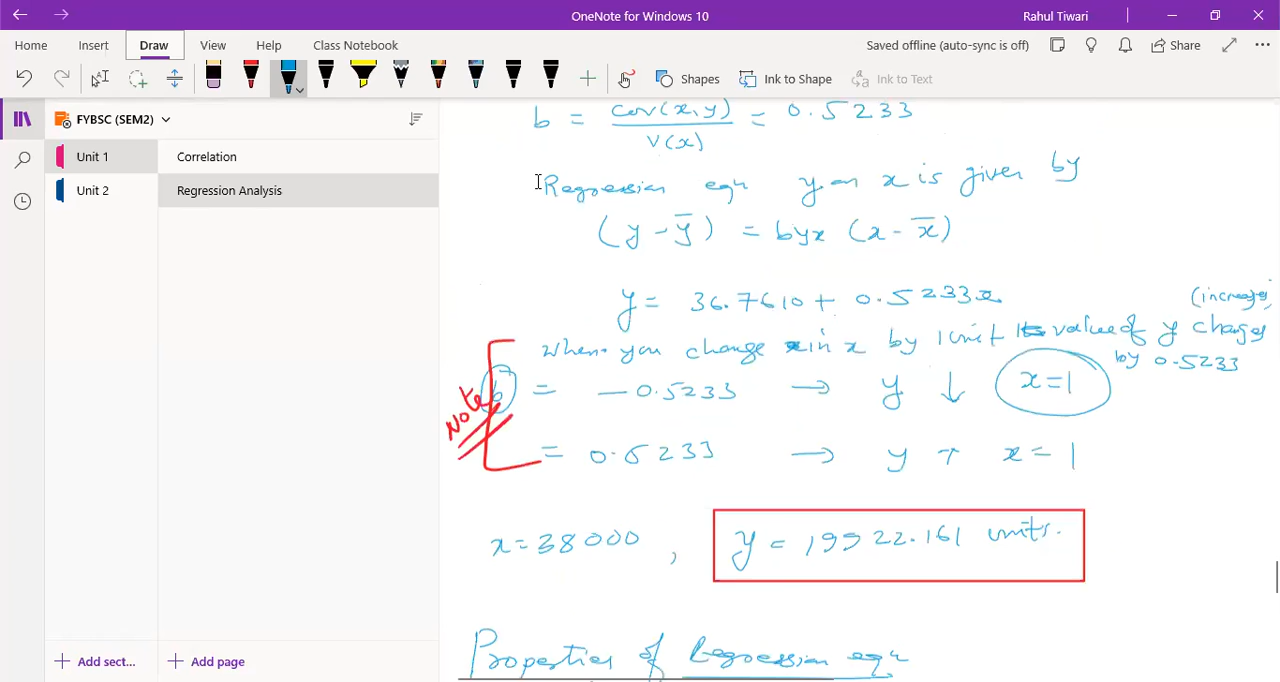 OneNote for Windows 10
Rahul Tiwari
Home Insert Draw View Help Class Notebook
Saved offline (auto-sync is off)
Share
Shapes
Ink to Shape
Ink to Text
FYBSC (SEM2)
Unit 1
Unit 2
Correlation
Regression Analysis
Add sect...
Add page
b = cov(x,y) / v(x) = 0.5233
Regression eqn y on x is given by
(y - ȳ) = byx (x - x̄)
y = 36.7610 + 0.5233x
(increases)
When you change in x by 1 unit value of y changes
by 0.5233
Note
b = - 0.5233 → y ↓ x=1
= 0.5233 → y ↑ x = 1
x = 38000 , y = 19922.161 units.
Properties of Regression eqn